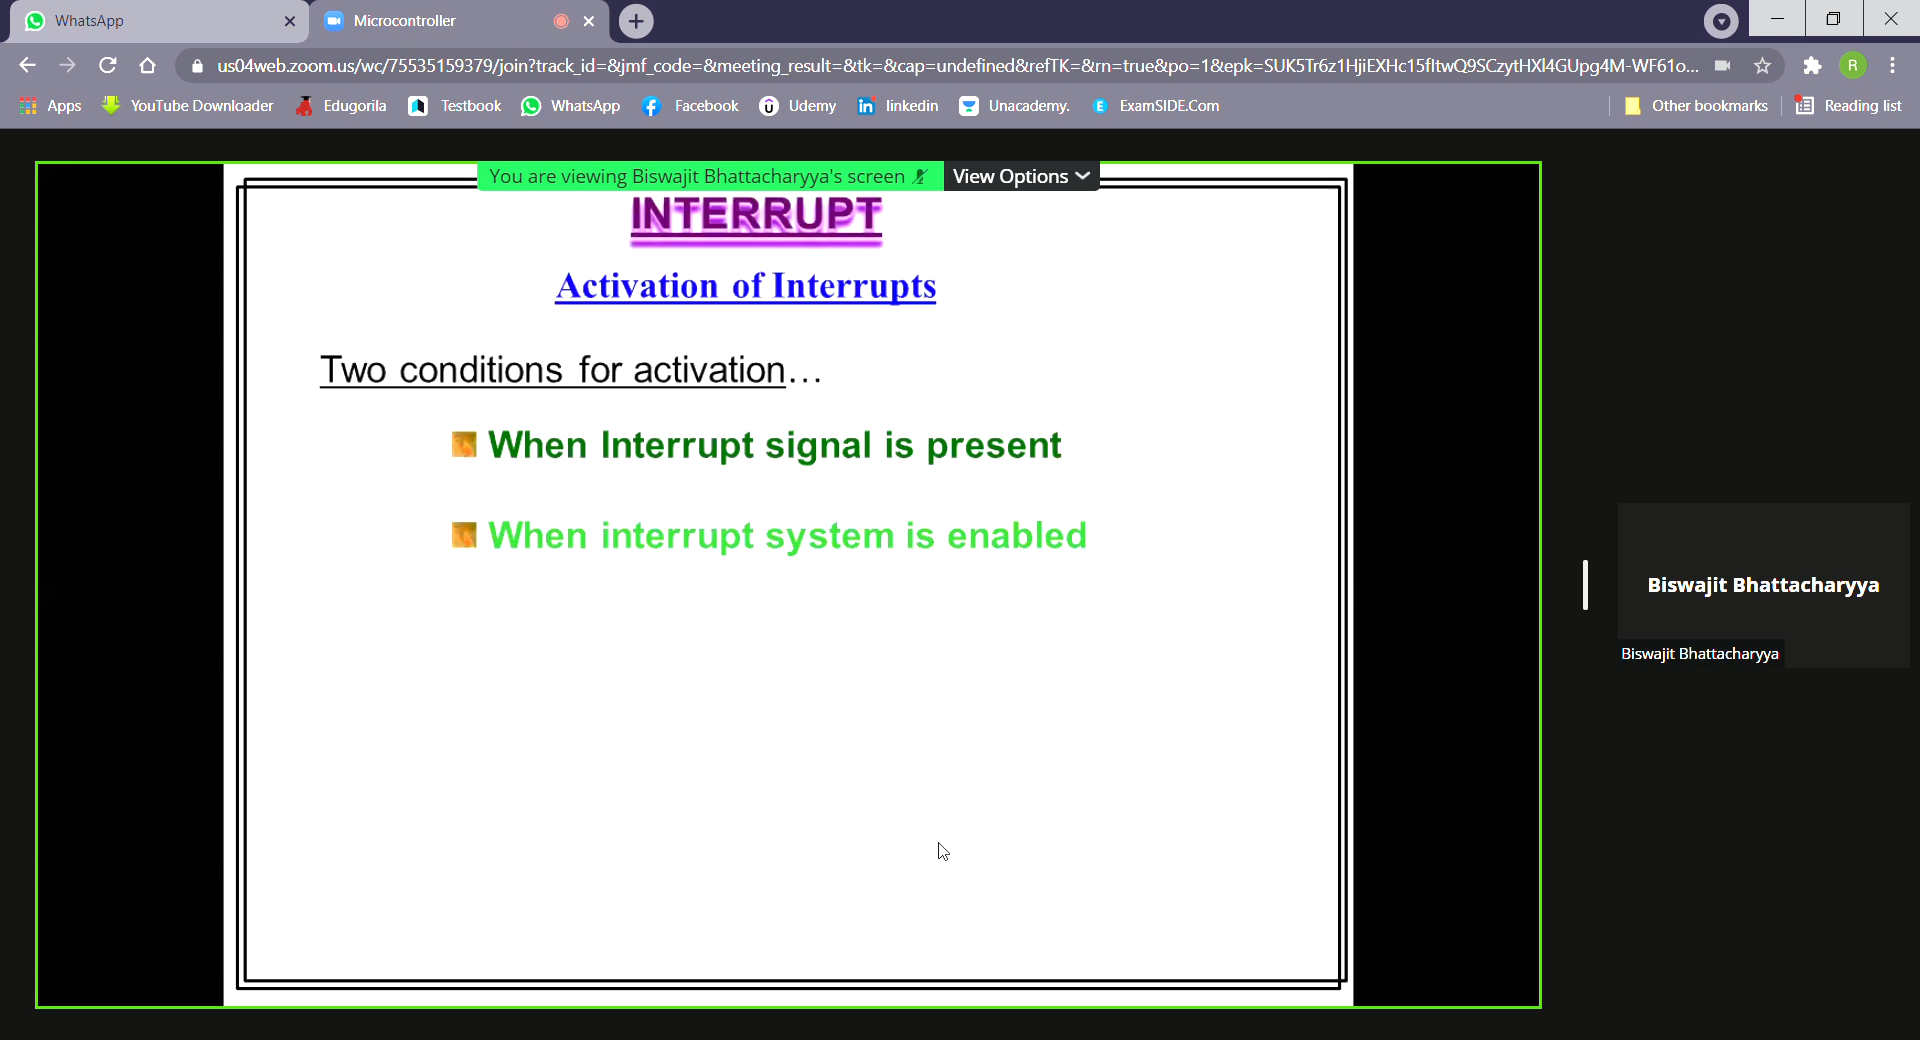 WhatsApp
Microcontroller
us04web.zoom.us/wc/75535159379/join?track_id=&jmf_code=&meeting_result=&tk=&cap=undefined&refTK=&rn=true&po=1&epk=SUK5Tr6z1HjiEXHc15fItwQ9SCzytHXl4GUpg4M-WF61o...
R
Apps YouTube Downloader Edugorila Testbook WhatsApp Facebook Udemy linkedin Unacademy. ExamSIDE.Com Other bookmarks Reading list
You are viewing Biswajit Bhattacharyya's screen View Options
INTERRUPT
Activation of Interrupts
Two conditions for activation...
When Interrupt signal is present
When interrupt system is enabled
Biswajit Bhattacharyya
Biswajit Bhattacharyya